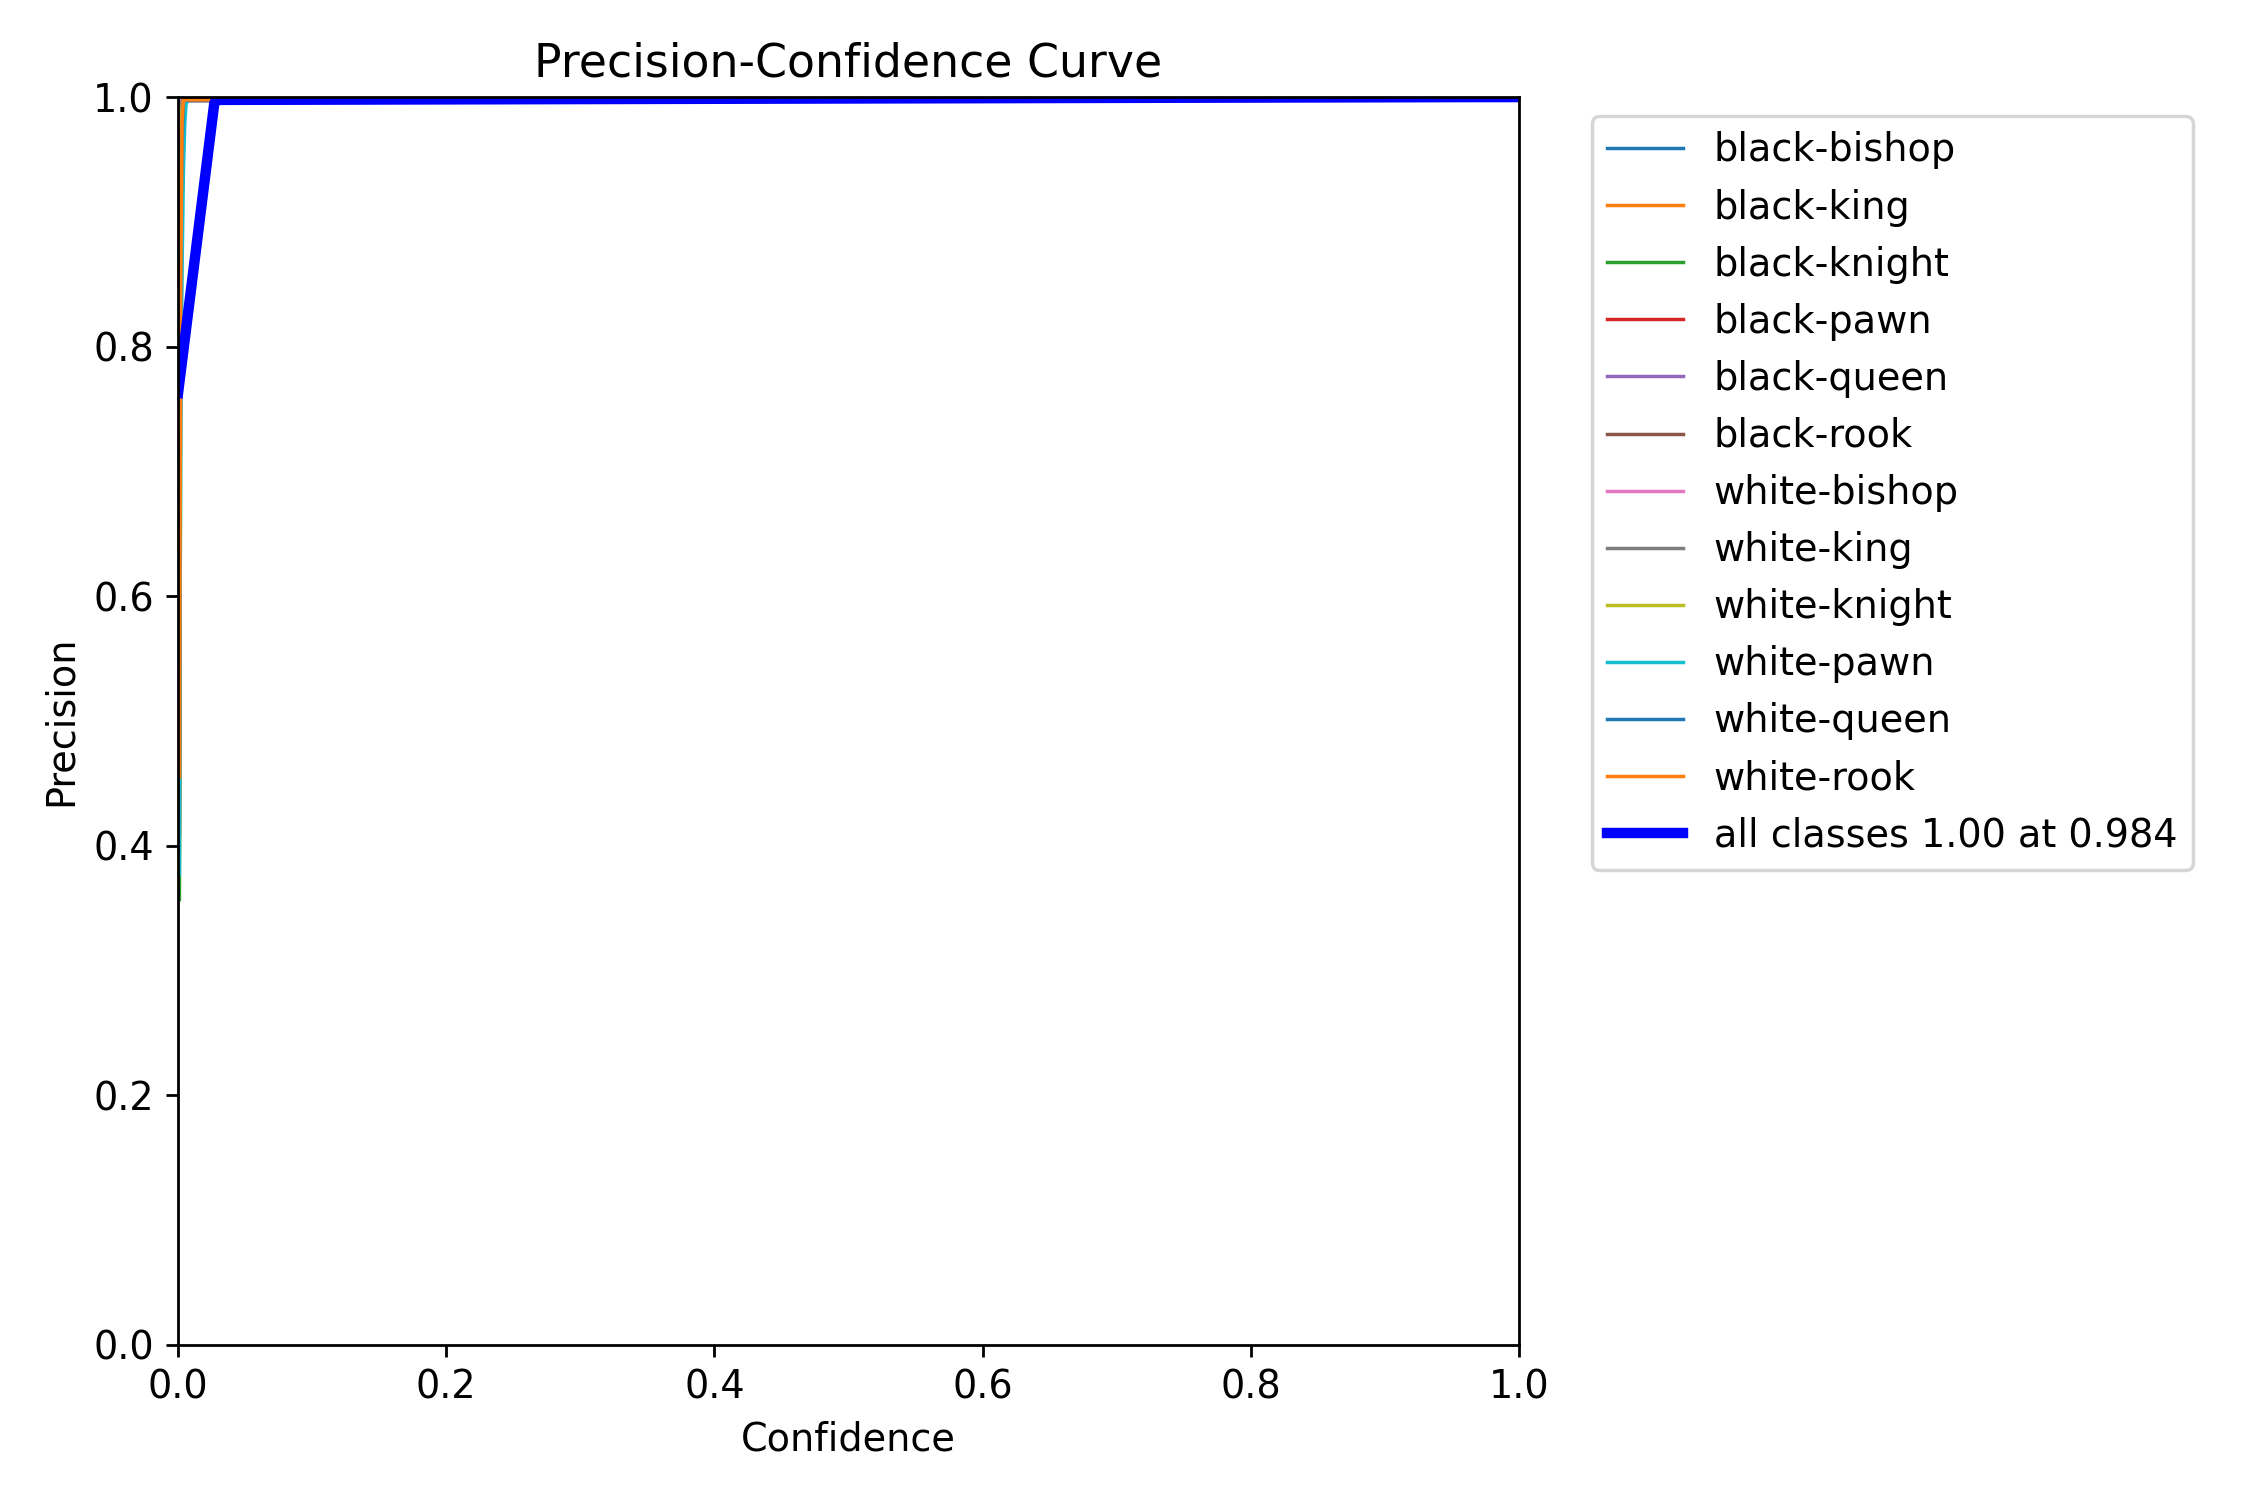 Precision-Confidence Curve
1.0
0.8
0.6
0.4
0.2
0.0
Precision
0.0 0.2 0.4 0.6 0.8 1.0
Confidence
black-bishop
black-king
black-knight
black-pawn
black-queen
black-rook
white-bishop
white-king
white-knight
white-pawn
white-queen
white-rook
all classes 1.00 at 0.984